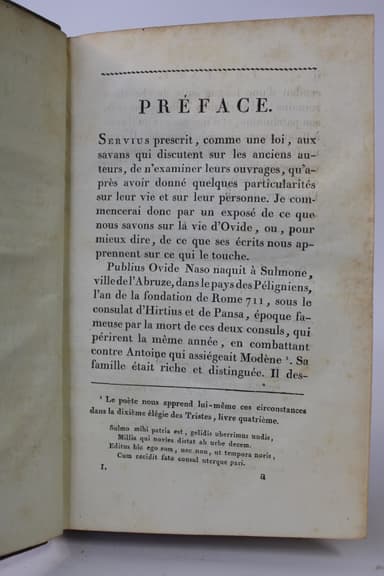 PRÉFACE.
SERVIUS prescrit, comme une loi, aux
savans qui discutent sur les anciens au-
teurs, de n'examiner leurs ouvrages, qu'a-
près avoir donné quelques particularités
sur leur vie et sur leur personne. Je com-
mencerai donc par un exposé de ce que
nous savons sur la vie d'Ovide, ou, pour
mieux dire, de ce que ses écrits nous ap-
prennent sur ce qui le touche.
Publius Ovide Naso naquit à Sulmone,
ville de l'Abruze, dans le pays des Péligniens,
l'an de la fondation de Rome 711, sous le
consulat d'Hirtius et de Pansa, époque fa-
meuse par la mort de ces deux consuls, qui
périrent la même année, en combattant
contre Antoine qui assiégeait Modène ¹. Sa
famille était riche et distinguée. Il des-
¹ Le poète nous apprend lui-même ces circonstances
dans la dixième élégie des Tristes, livre quatrième.
Sulmo mihi patria est, gelidis uberrimus undis,
Millia qui novies distat ab urbe decem.
Editus hic ego sum, nec non, ut tempora noris,
Cum cecidit fato consul uterque pari.
I. a